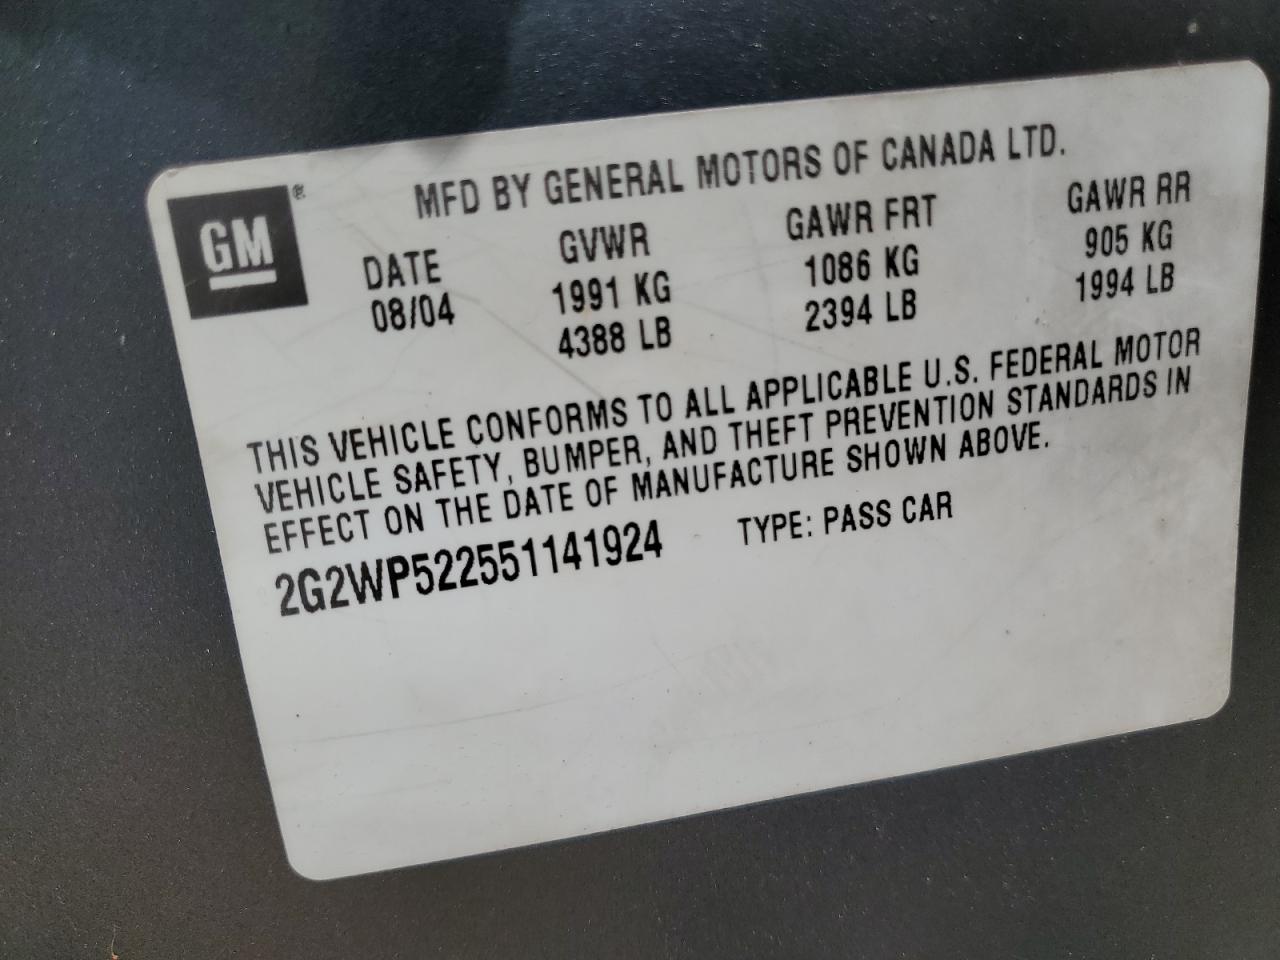 GM®
MFD BY GENERAL MOTORS OF CANADA LTD.
DATE GVWR GAWR FRT GAWR RR
08/04 1991 KG 1086 KG 905 KG
4388 LB 2394 LB 1994 LB
THIS VEHICLE CONFORMS TO ALL APPLICABLE U.S. FEDERAL MOTOR
VEHICLE SAFETY, BUMPER, AND THEFT PREVENTION STANDARDS IN
EFFECT ON THE DATE OF MANUFACTURE SHOWN ABOVE.
2G2WP522551141924 TYPE: PASS CAR